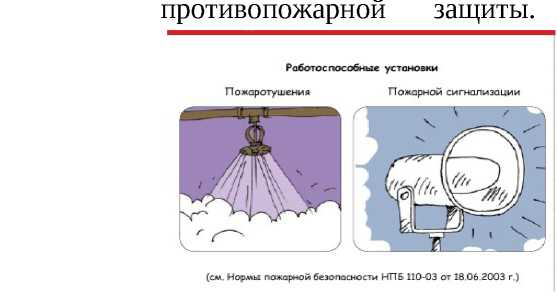 противопожарной защиты.
Работоспособные установки
Пожаротушения Пожарной сигнализации
(см. Нормы пожарной безопасности НПБ 110-03 от 18.06.2003 г.)